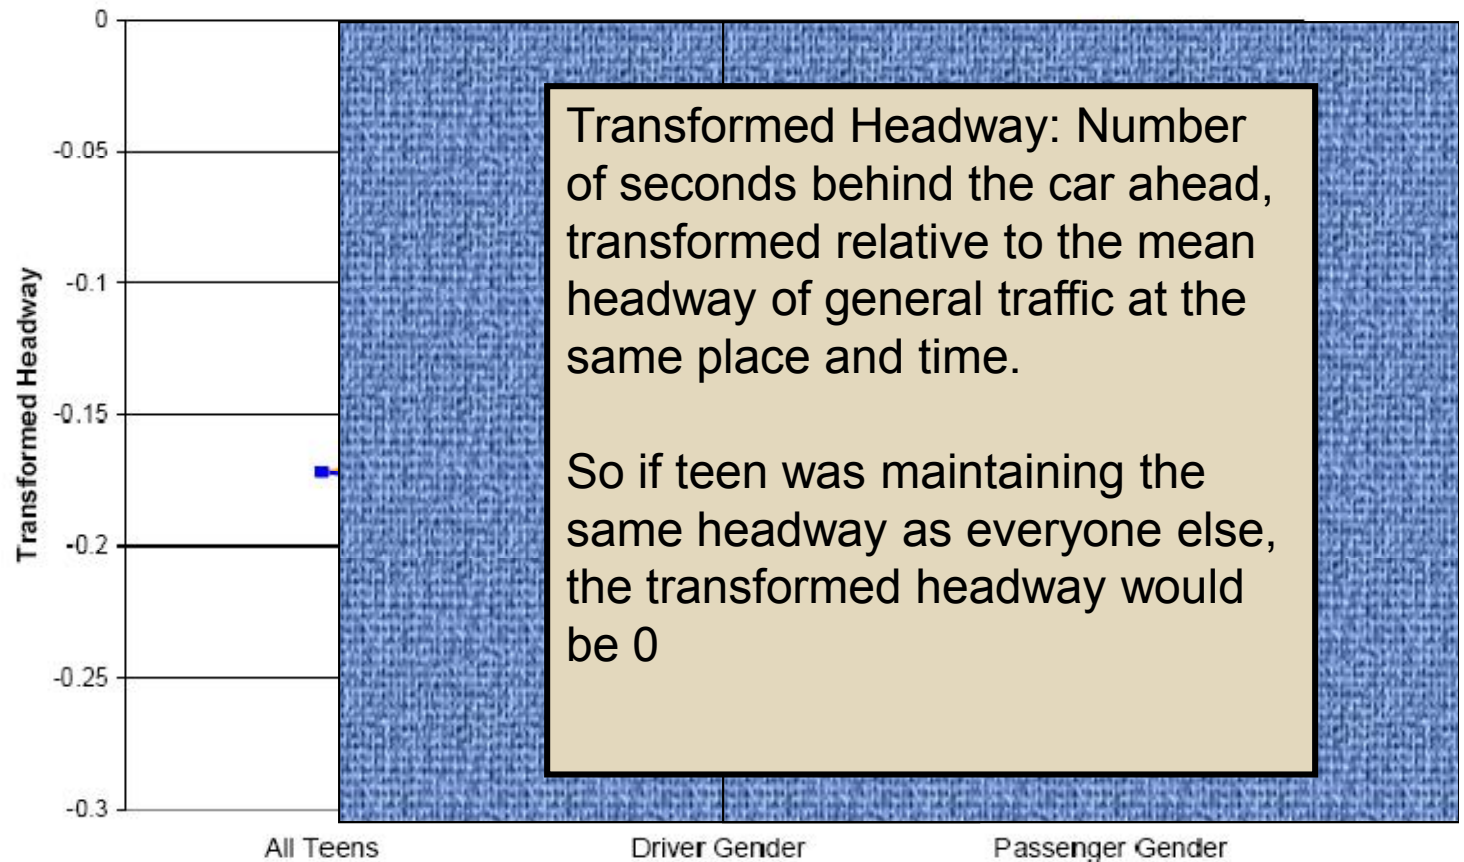 0
-0.05
-0.1
-0.15
-0.2
-0.25
-0.3
Transformed Headway
Transformed Headway: Number
of seconds behind the car ahead,
transformed relative to the mean
headway of general traffic at the
same place and time.
So if teen was maintaining the
same headway as everyone else,
the transformed headway would
be 0
All Teens
Driver Gender
Passenger Gender